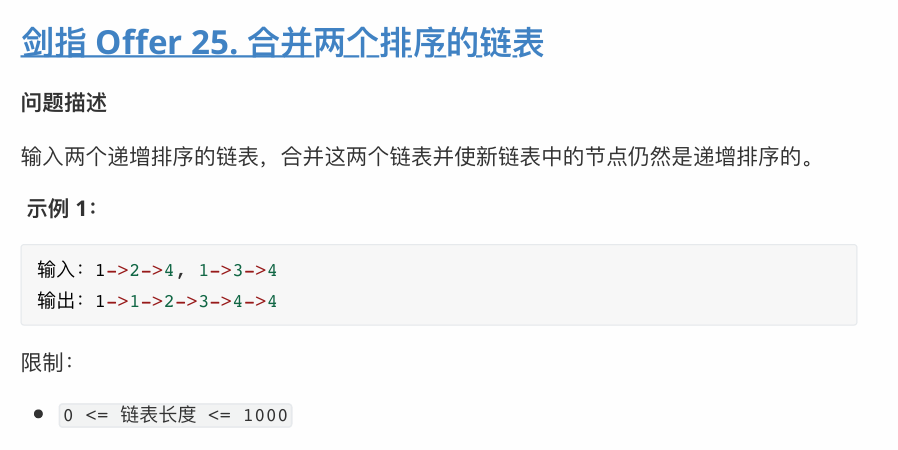 剑指 Offer 25. 合并两个排序的链表
问题描述
输入两个递增排序的链表，合并这两个链表并使新链表中的节点仍然是递增排序的。
示例 1：
输入：1->2->4, 1->3->4
输出：1->1->2->3->4->4
限制：
0 <= 链表长度 <= 1000